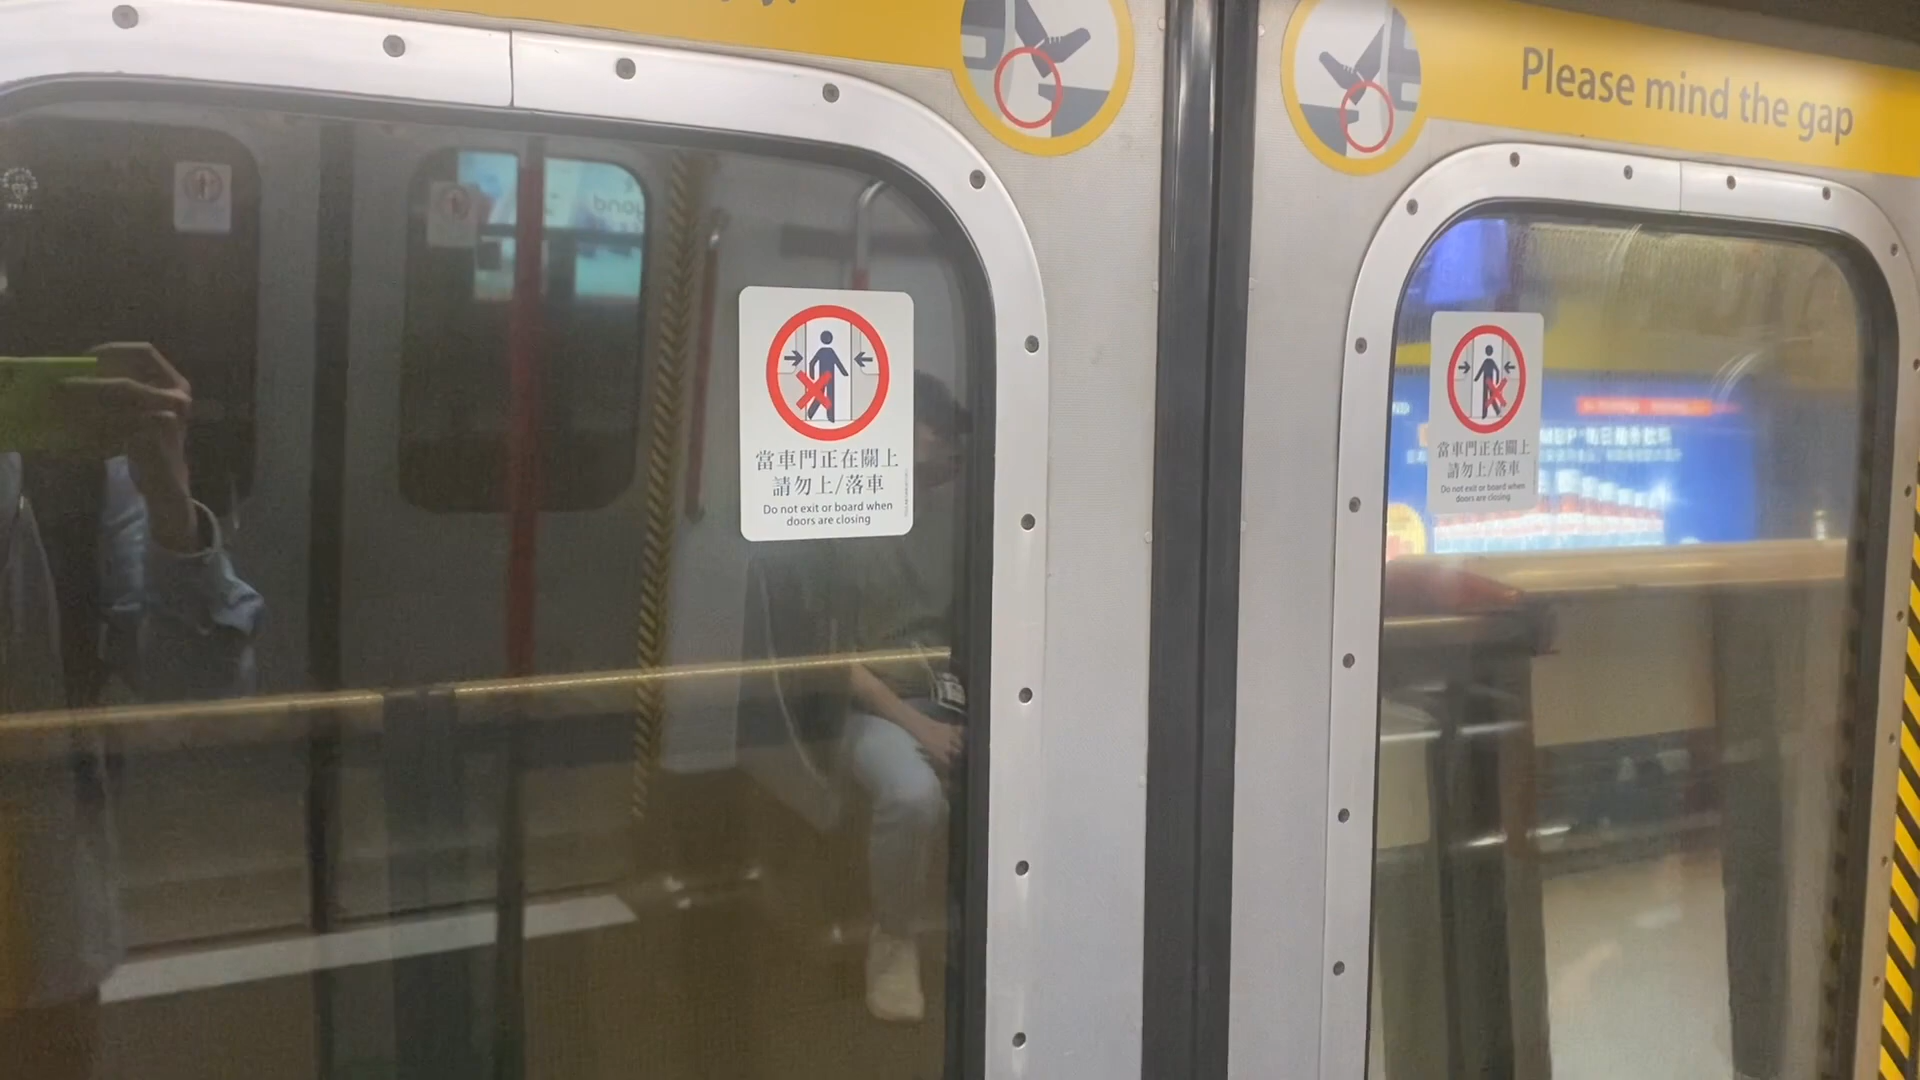 Please mind the gap
當車門正在關上
請勿上/落車
Do not exit or board when
doors are closing
當車門正在關上
請勿上/落車
Do not exit or board when
doors are closing